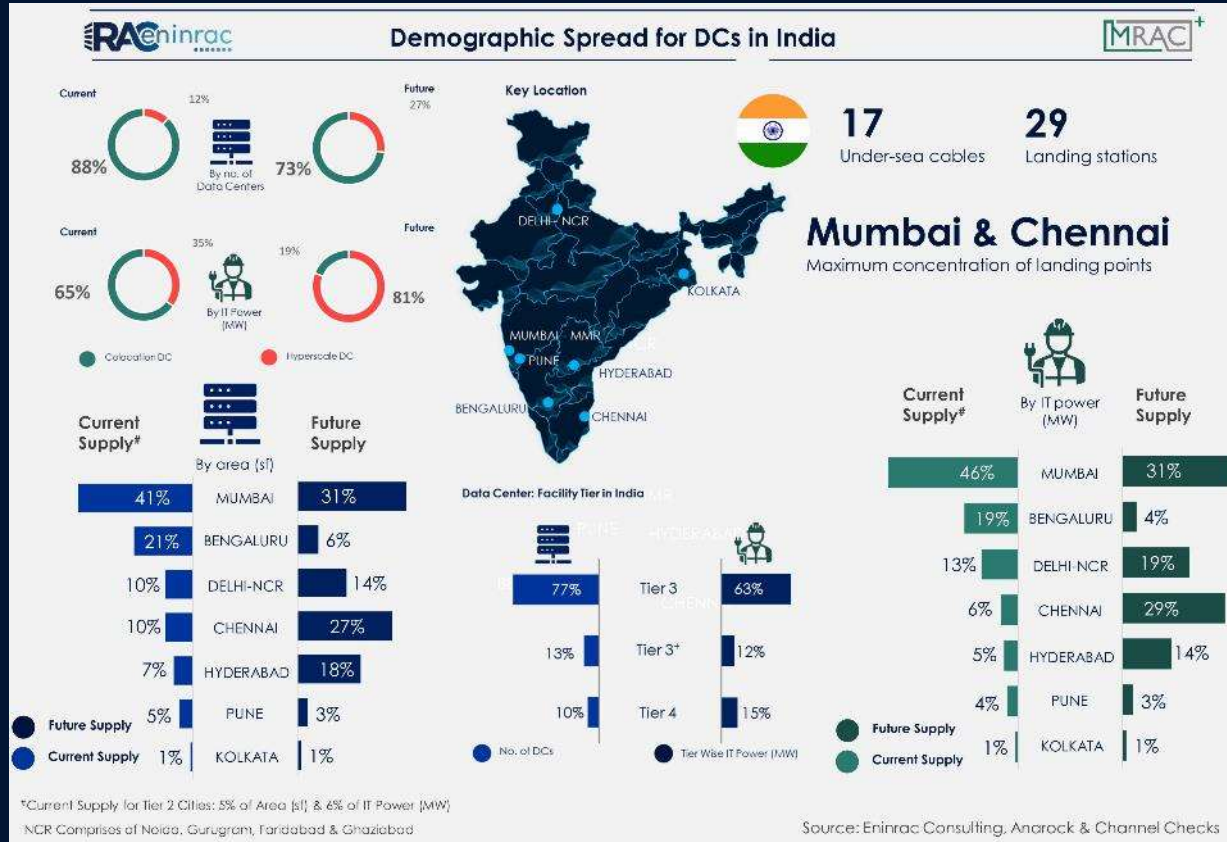 RACeninrac
Demographic Spread for DCs in India
MRAC+
Current
12%
88%
By no. of
Data Centers
Future
27%
73%
Current
35%
65%
By IT Power
(MW)
19%
Future
81%
Colocation DC
Hyperscale DC
Key Location
DELHI- NCR
KOLKATA
MUMBAI MMR
PUNE
HYDERABAD
BENGALURU
CHENNAI
17
Under-sea cables
29
Landing stations
Mumbai & Chennai
Maximum concentration of landing points
Current
Supply#
By area (sf)
Future
Supply
41% MUMBAI 31%
21% BENGALURU 6%
10% DELHI-NCR 14%
10% CHENNAI 27%
7% HYDERABAD 18%
5% PUNE 3%
1% KOLKATA 1%
Future Supply
Current Supply
Data Center: Facility Tier in India
PUNE
HYDERABAD
77% Tier 3 63%
13% Tier 3+ 12%
10% Tier 4 15%
No. of DCs
Tier Wise IT Power (MW)
Current
Supply#
By IT power
(MW)
Future
Supply
46% MUMBAI 31%
19% BENGALURU 4%
13% DELHI-NCR 19%
6% CHENNAI 29%
5% HYDERABAD 14%
4% PUNE 3%
1% KOLKATA 1%
Future Supply
Current Supply
#Current Supply for Tier 2 Cities: 5% of Area (sf) & 6% of IT Power (MW)
NCR Comprises of Noida, Gurugram, Faridabad & Ghaziabad
Source: Eninrac Consulting, Anarock & Channel Checks